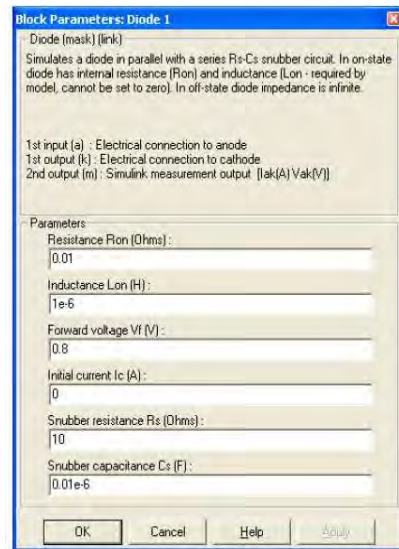 Block Parameters: Diode 1
Diode (mask) (link)
Simulates a diode in parallel with a series Rs-Cs snubber circuit. In on-state
diode has internal resistance (Ron) and inductance (Lon - required by
model, cannot be set to zero). In off-state diode impedance is infinite.
1st input (a) : Electrical connection to anode
1st output (k) : Electrical connection to cathode
2nd output (m) : Simulink measurement output [Iak(A) Vak(V)]
Parameters
Resistance Ron (Ohms) :
0.01
Inductance Lon (H) :
1e-6
Forward voltage Vf (V) :
0.8
Initial current Ic (A) :
0
Snubber resistance Rs (Ohms) :
10
Snubber capacitance Cs (F) :
0.01e-6
OK Cancel Help Apply